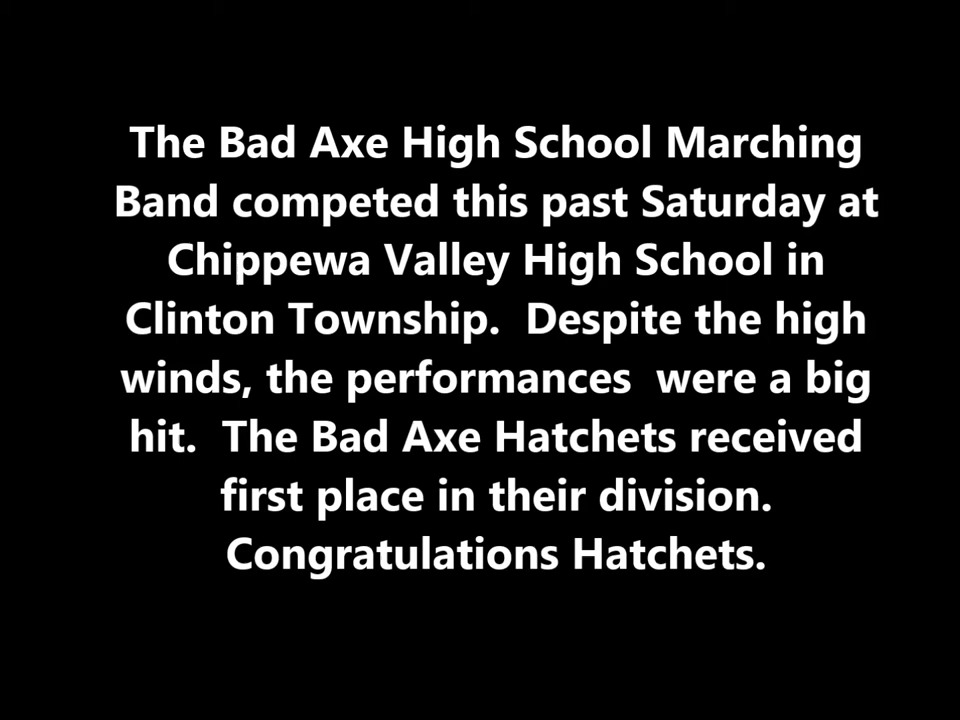 The Bad Axe High School Marching
Band competed this past Saturday at
Chippewa Valley High School in
Clinton Township.  Despite the high
winds, the performances  were a big
hit.  The Bad Axe Hatchets received
first place in their division.
Congratulations Hatchets.